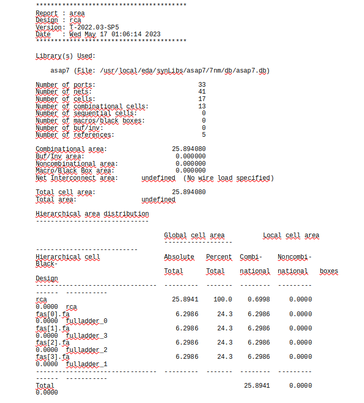 ****************************************
Report : area
Design : rca
Version: T-2022.03-SP5
Date   : Wed May 17 01:06:14 2023
****************************************
Library(s) Used:
asap7 (File: /usr/local/eda/synLibs/asap7/7nm/db/asap7.db)
Number of ports: 33
Number of nets: 41
Number of cells: 17
Number of combinational cells: 13
Number of sequential cells: 0
Number of macros/black boxes: 0
Number of buf/inv: 0
Number of references: 5
Combinational area: 25.894080
Buf/Inv area: 0.000000
Noncombinational area: 0.000000
Macro/Black Box area: 0.000000
Net Interconnect area: undefined (No wire load specified)
Total cell area: 25.894080
Total area: undefined
Hierarchical area distribution
------------------------------
Global cell area Local cell area
------------------
---------------------------
Hierarchical cell Absolute Percent Combi- Noncombi-
Black-
Total Total national national boxes
Design
-------------------------------- --------- ------- -------- ---------
------ -----------
rca 25.8941 100.0 0.6998 0.0000
0.0000 rca
fas[0].fa 6.2986 24.3 6.2986 0.0000
0.0000 fulladder_0
fas[1].fa 6.2986 24.3 6.2986 0.0000
0.0000 fulladder_3
fas[2].fa 6.2986 24.3 6.2986 0.0000
0.0000 fulladder_2
fas[3].fa 6.2986 24.3 6.2986 0.0000
0.0000 fulladder_1
-------------------------------- --------- ------- -------- ---------
------ -----------
Total 25.8941 0.0000
0.0000